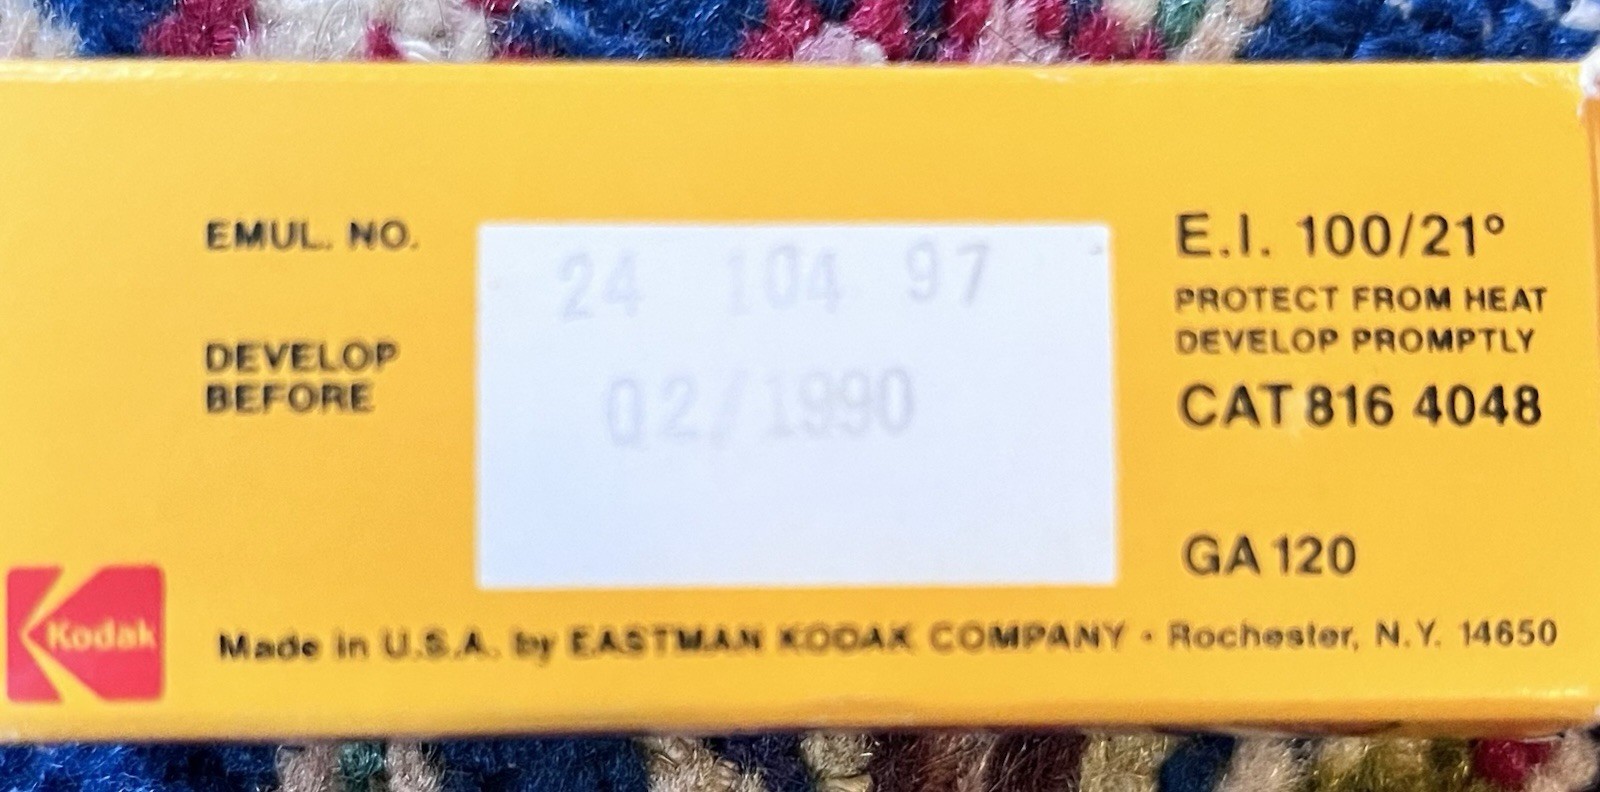 EMUL. NO.
24 104 97
DEVELOP
BEFORE
02/1990
E.I. 100/21°
PROTECT FROM HEAT
DEVELOP PROMPTLY
CAT 816 4048
GA 120
Kodak
Made in U.S.A. by EASTMAN KODAK COMPANY • Rochester, N.Y. 14650